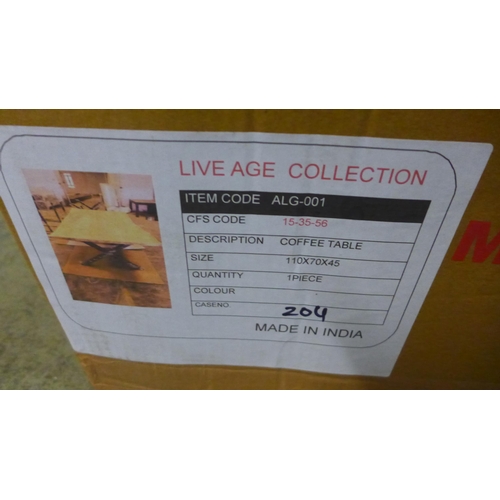 LIVE AGE COLLECTION
ITEM CODE ALG-001
CFS CODE 15-35-56
DESCRIPTION COFFEE TABLE
SIZE 110X70X45
QUANTITY 1PIECE
COLOUR
CASENO. 204
MADE IN INDIA
M